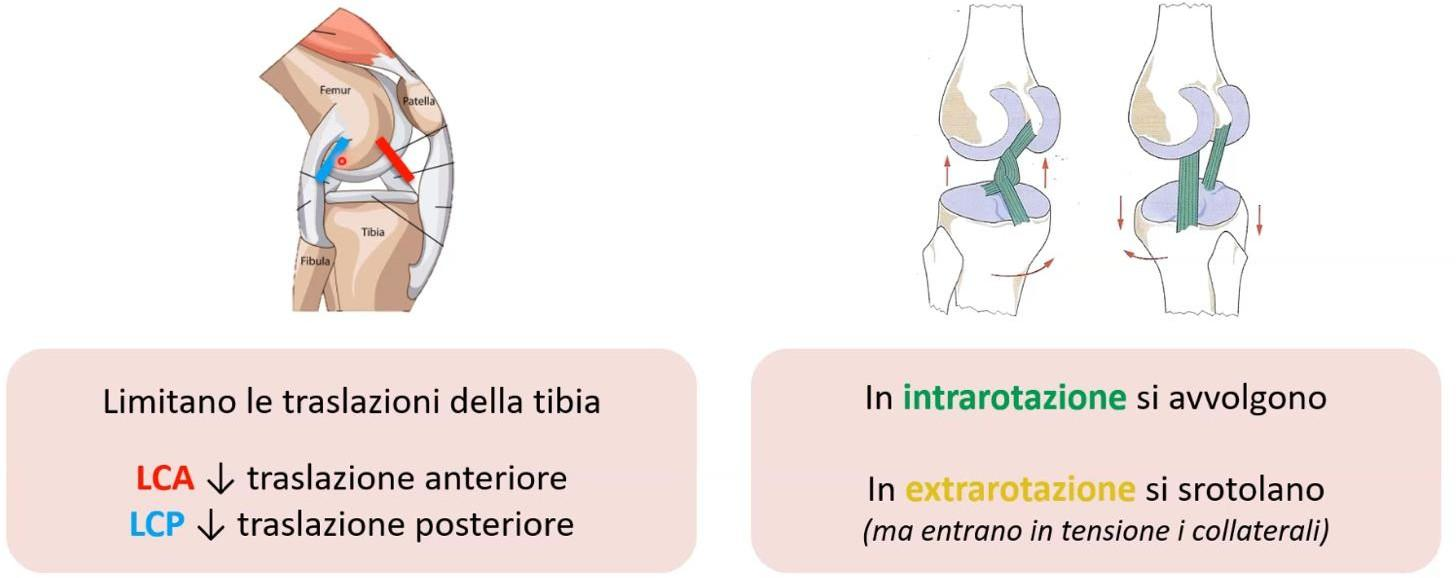 Femur
Patella
Tibia
Fibula
Limitano le traslazioni della tibia
LCA ↓ traslazione anteriore
LCP ↓ traslazione posteriore
In intrarotazione si avvolgono
In extrarotazione si srotolano
(ma entrano in tensione i collaterali)